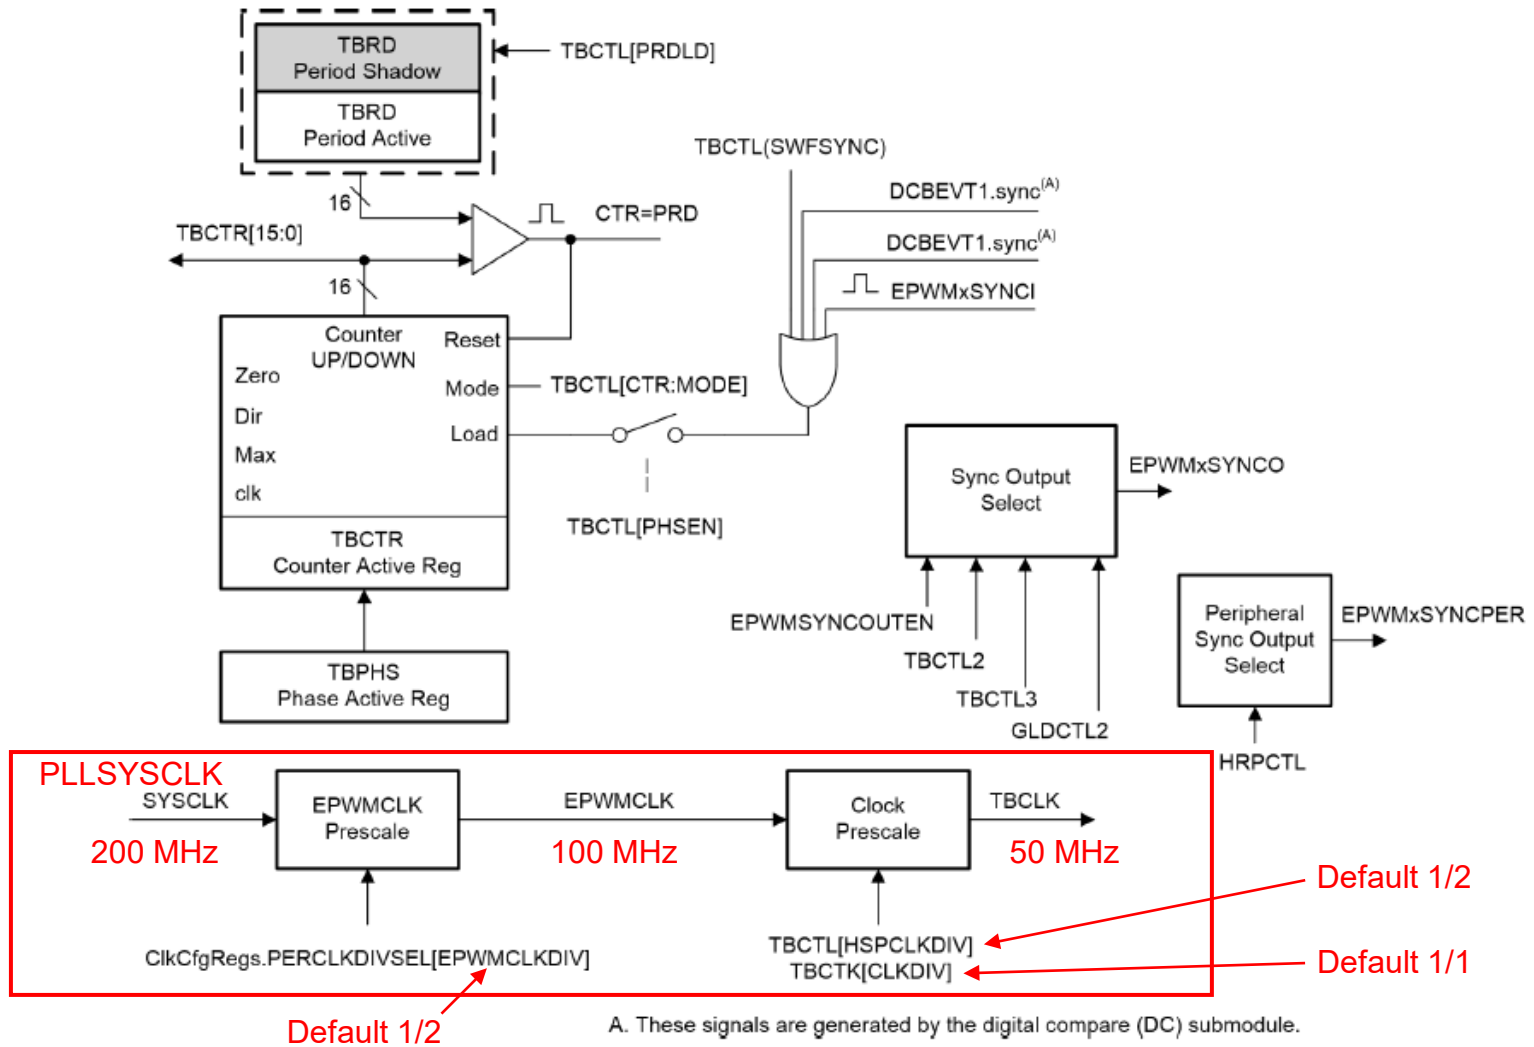 TBRD
Period Shadow
TBCTL[PRDLD]
TBRD
Period Active
TBCTL(SWFSYNC)
DCBEVT1.sync(A)
16
CTR=PRD
TBCTR[15:0]
DCBEVT1.sync(A)
16
EPWMxSYNCI
Counter
UP/DOWN
Reset
Zero
Mode
TBCTL[CTR:MODE]
Dir
Load
Max
clk
TBCTL[PHSEN]
TBCTR
Counter Active Reg
Sync Output
Select
EPWMxSYNCO
EPWMSYNCOUTEN
TBCTL2
TBCTL3
GLDCTL2
Peripheral
Sync Output
Select
EPWMxSYNCPER
HRPCTL
TBPHS
Phase Active Reg
PLLSYSCLK
SYSCLK
200 MHz
EPWMCLK
Prescale
EPWMCLK
100 MHz
Clock
Prescale
TBCLK
50 MHz
Default 1/2
ClkCfgRegs.PERCLKDIVSEL[EPWMCLKDIV]
TBCTL[HSPCLKDIV]
TBCTK[CLKDIV]
Default 1/1
Default 1/2
A. These signals are generated by the digital compare (DC) submodule.